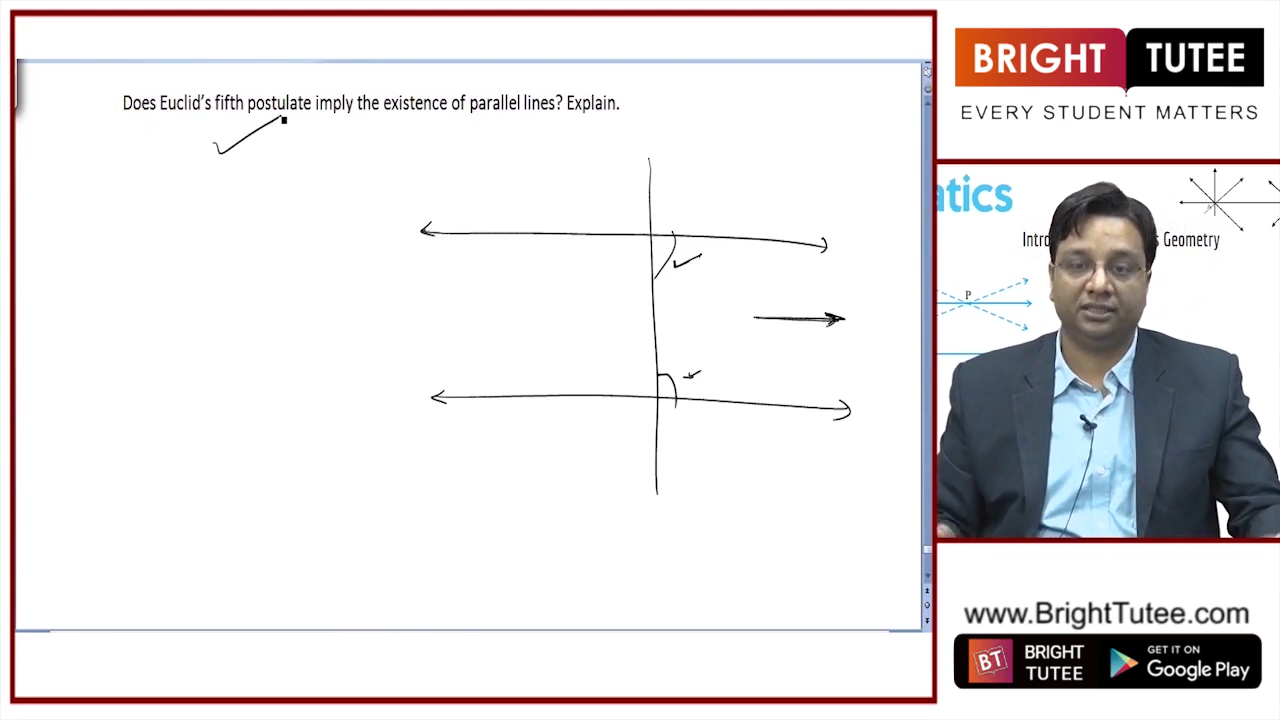 Does Euclid's fifth postulate imply the existence of parallel lines? Explain.
BRIGHT TUTEE
EVERY STUDENT MATTERS
atics
Geometry
P
www.BrightTutee.com
BT
BRIGHT
TUTEE
GET IT ON
Google Play